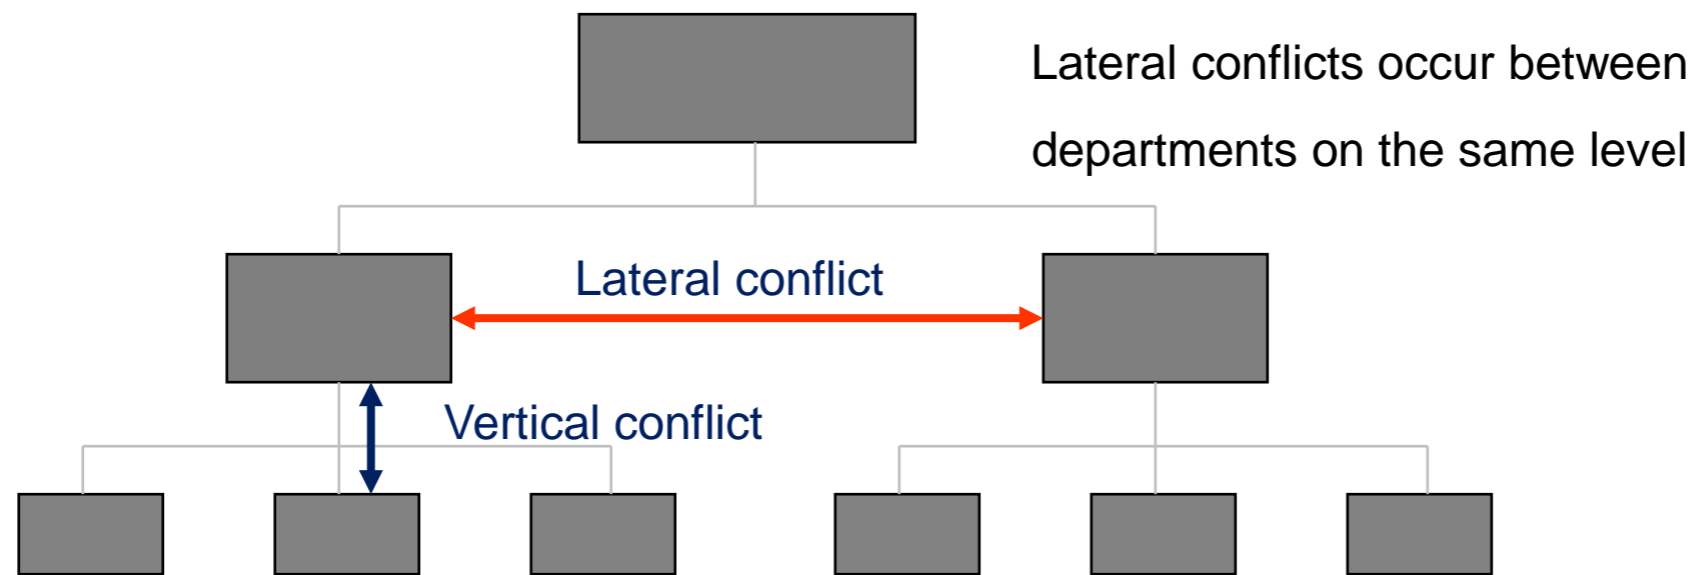 Lateral conflicts occur between
departments on the same level
Lateral conflict
Vertical conflict